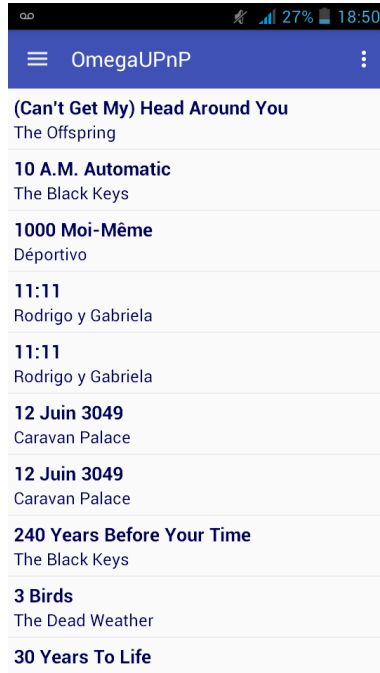 27% 18:50
OmegaUPnP
(Can't Get My) Head Around You
The Offspring
10 A.M. Automatic
The Black Keys
1000 Moi-Même
Déportivo
11:11
Rodrigo y Gabriela
11:11
Rodrigo y Gabriela
12 Juin 3049
Caravan Palace
12 Juin 3049
Caravan Palace
240 Years Before Your Time
The Black Keys
3 Birds
The Dead Weather
30 Years To Life